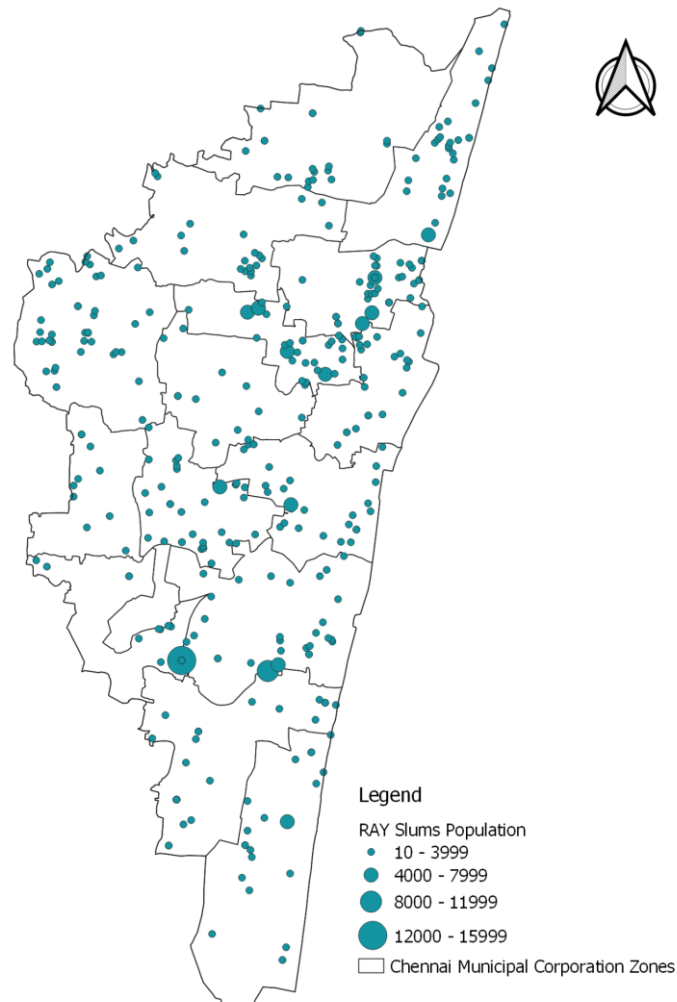 Legend
RAY Slums Population
10 - 3999
4000 - 7999
8000 - 11999
12000 - 15999
Chennai Municipal Corporation Zones